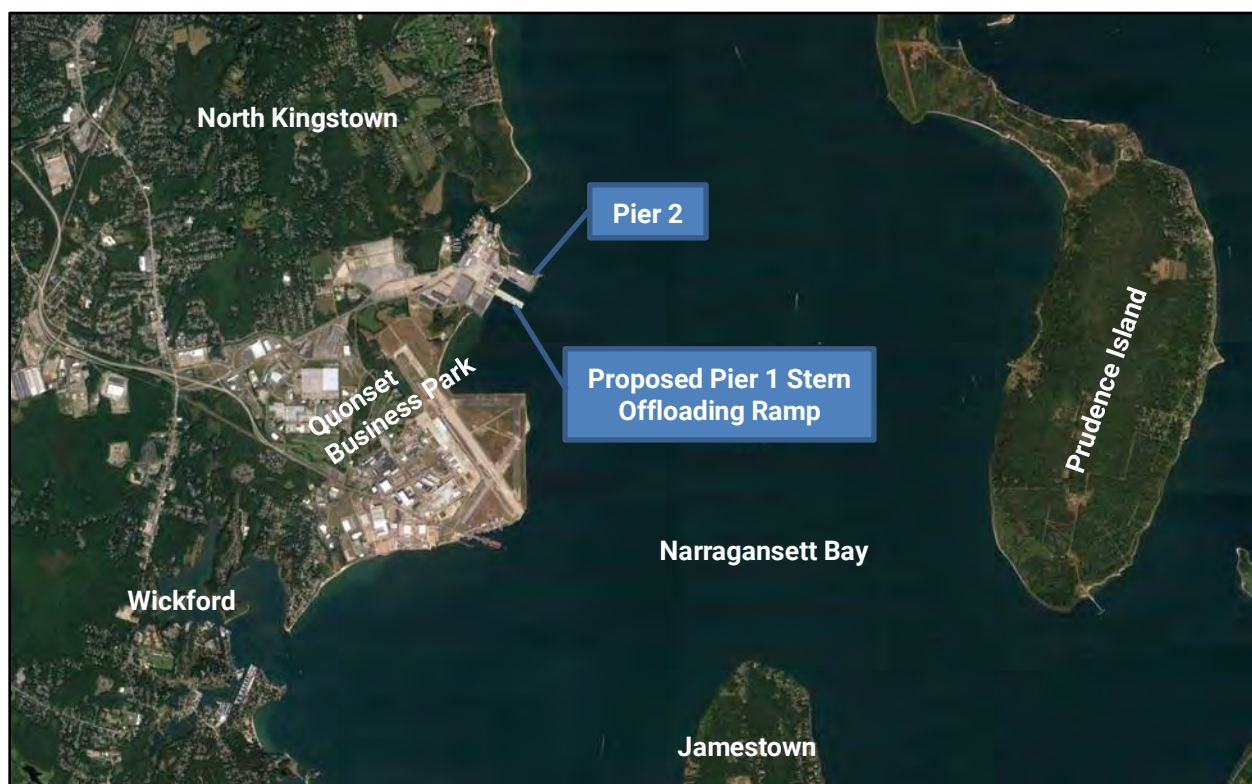 North Kingstown
Pier 2
Proposed Pier 1 Stern
Offloading Ramp
Quonset
Business Park
Prudence Island
Narragansett Bay
Wickford
Jamestown